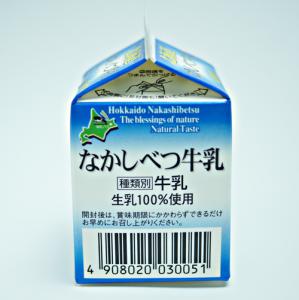 Hokkaido Nakashibetsu
The blessings of nature
Natural Taste
なかしべつ牛乳
種類別 牛乳
生乳100%使用
開封後は、賞味期限にかかわらずできるだけ
お早めにお召し上がりください。
4 908020 030051